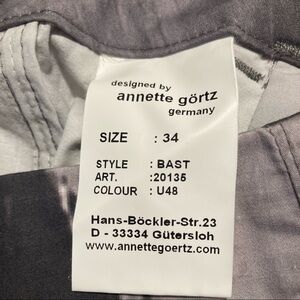 designed by
annette görtz
germany
SIZE : 34
STYLE : BAST
ART. : 20135
COLOUR : U48
Hans-Böckler-Str.23
D - 33334 Gütersloh
www.annettegoertz.com